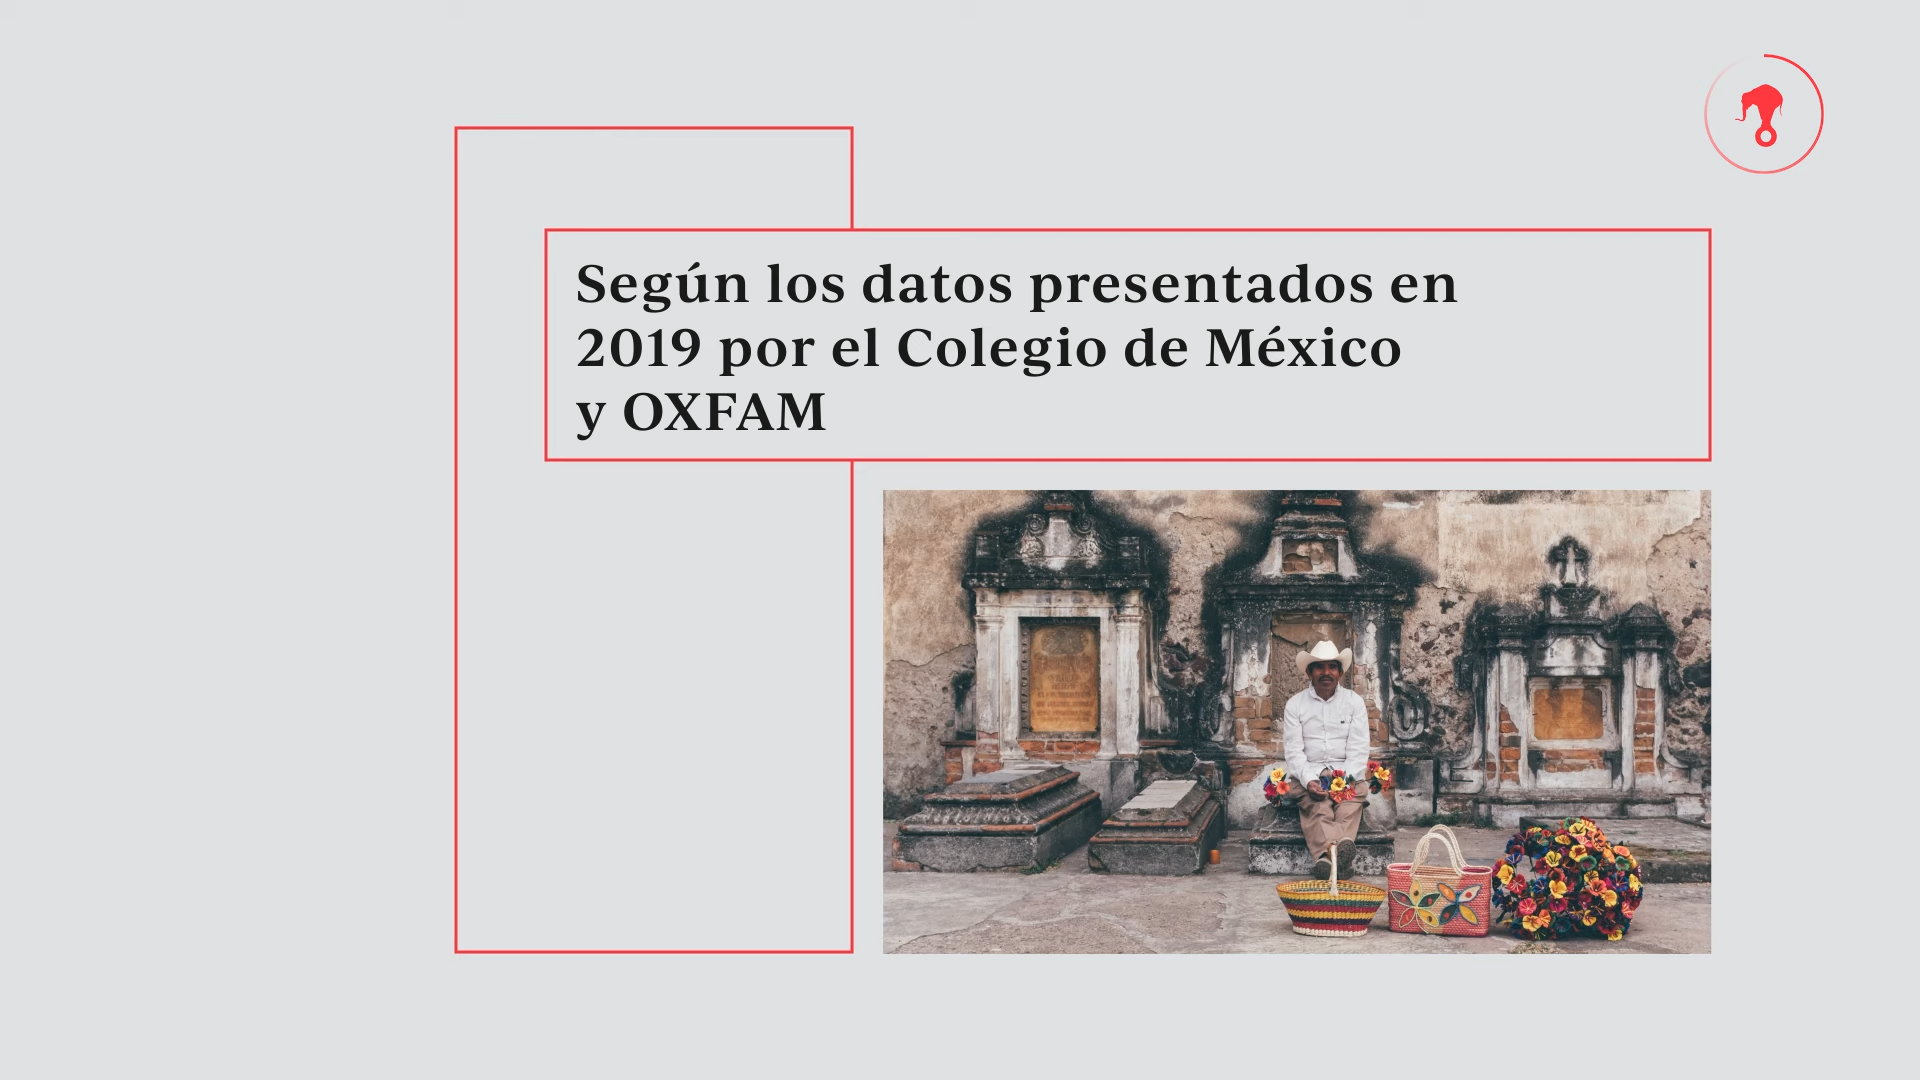 Según los datos presentados en
2019 por el Colegio de México
y OXFAM